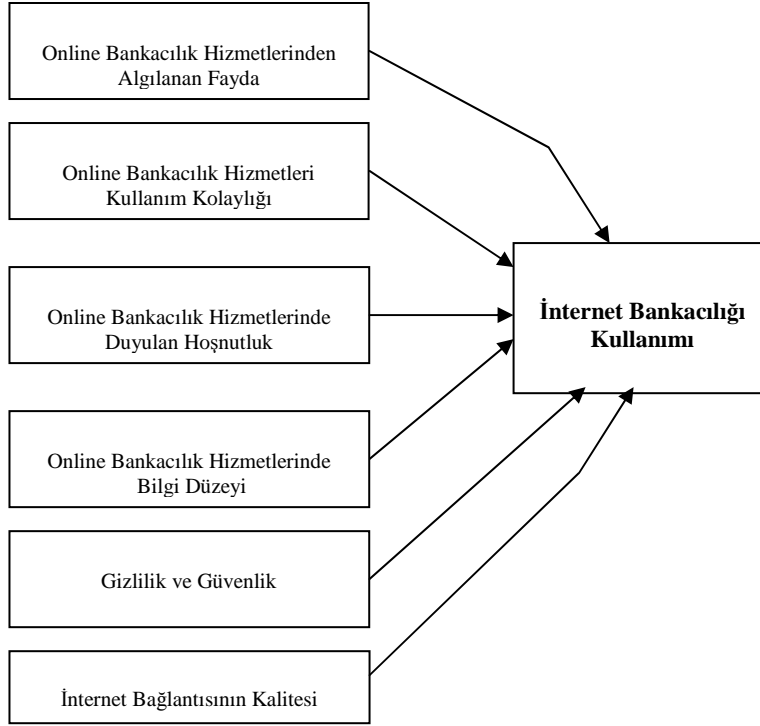 Online Bankacılık Hizmetlerinden
Algılanan Fayda
Online Bankacılık Hizmetleri
Kullanım Kolaylığı
Online Bankacılık Hizmetlerinde
Duyulan Hoşnutluk
Online Bankacılık Hizmetlerinde
Bilgi Düzeyi
Gizlilik ve Güvenlik
İnternet Bağlantısının Kalitesi
İnternet Bankacılığı
Kullanımı